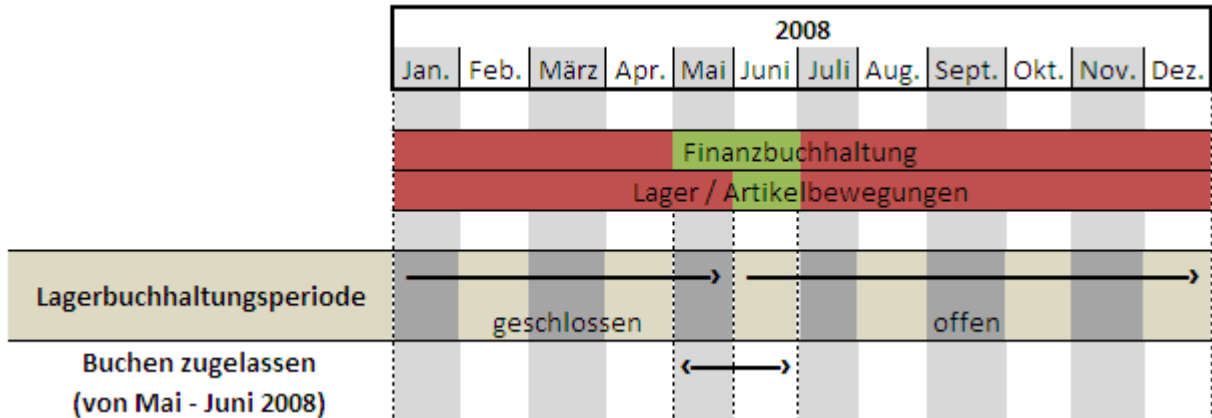 2008
Jan. Feb. März Apr. Mai Juni Juli Aug. Sept. Okt. Nov. Dez.
Finanzbuchhaltung
Lager / Artikelbewegungen
Lagerbuchhaltungsperiode
geschlossen offen
Buchen zugelassen
(von Mai - Juni 2008)